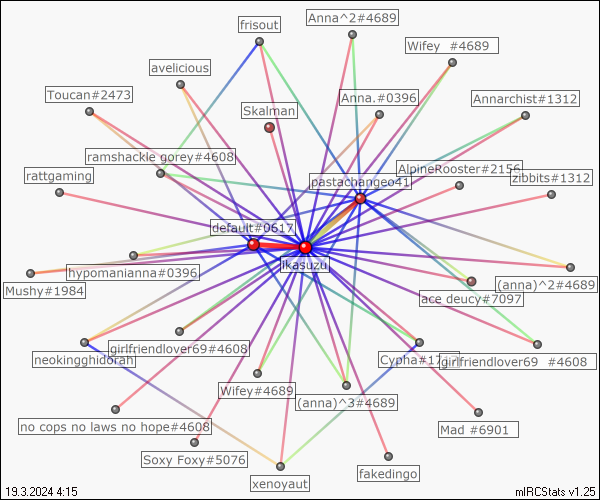 Anna^2#4689
frisout
Wifey #4689
avelicious
Toucan#2473
Anna.#0396
Annarchist#1312
Skalman
ramshackle gorey#4608
AlpineRooster#2156
rattgaming
pastachangeo41
zibbits#1312
default#0617
ikasuzu
hypomanianna#0396
Mushy#1984
(anna)^2#4689
ace deucy#7097
girlfriendlover69#4608
neokingghidorah
Cypha#12
girlfriendlover69 #4608
Wifey#4689
(anna)^3#4689
no cops no laws no hope#4608
Mad #6901
Soxy Foxy#5076
fakedingo
xenoyaut
19.3.2024 4:15
mIRCStats v1.25